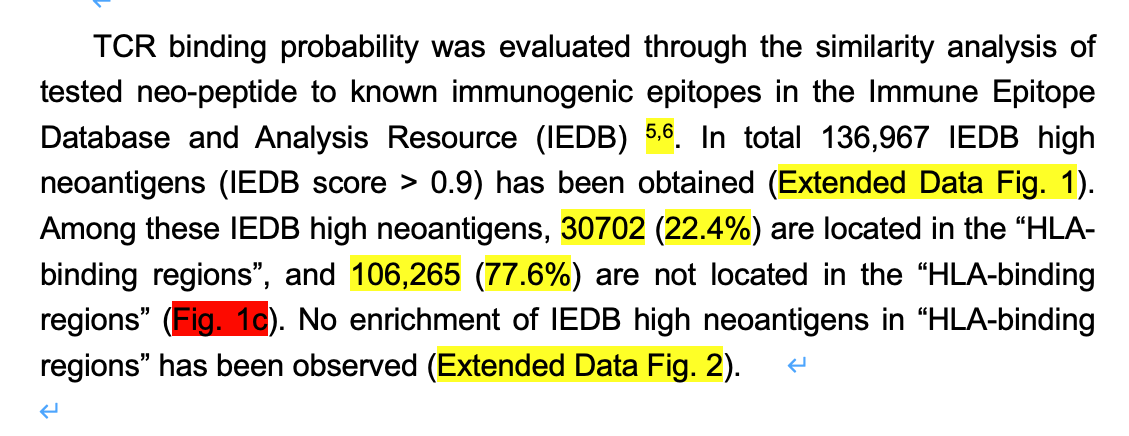 TCR binding probability was evaluated through the similarity analysis of
tested neo-peptide to known immunogenic epitopes in the Immune Epitope
Database and Analysis Resource (IEDB) 5,6. In total 136,967 IEDB high
neoantigens (IEDB score > 0.9) has been obtained (Extended Data Fig. 1).
Among these IEDB high neoantigens, 30702 (22.4%) are located in the “HLA-
binding regions”, and 106,265 (77.6%) are not located in the “HLA-binding
regions” (Fig. 1c). No enrichment of IEDB high neoantigens in “HLA-binding
regions” has been observed (Extended Data Fig. 2).